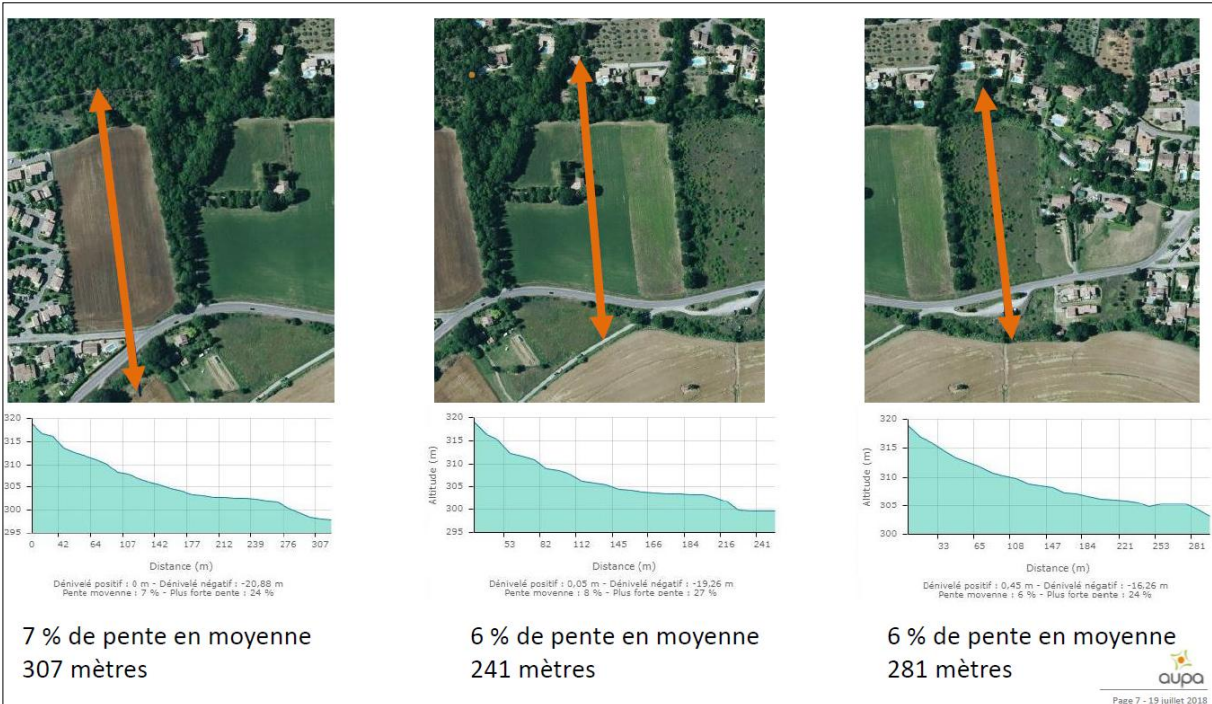 320
315
310
305
300
295
0 42 64 107 142 177 212 239 276 307
Distance (m)
Dénivelé positif : 0 m - Dénivelé négatif : -20,88 m
Pente moyenne : 7 % - Plus forte pente : 24 %
7 % de pente en moyenne
307 mètres
Altitude (m)
320
315
310
305
300
295
53 82 112 145 166 184 216 241
Distance (m)
Dénivelé positif : 0,05 m - Dénivelé négatif : -19,26 m
Pente moyenne : 8 % - Plus forte pente : 27 %
6 % de pente en moyenne
241 mètres
Altitude (m)
320
315
310
305
300
33 65 108 147 184 221 253 281
Distance (m)
Dénivelé positif : 0,45 m - Dénivelé négatif : -16,26 m
Pente moyenne : 6 % - Plus forte pente : 24 %
6 % de pente en moyenne
281 mètres
aupa
Page 7 - 19 juillet 2018